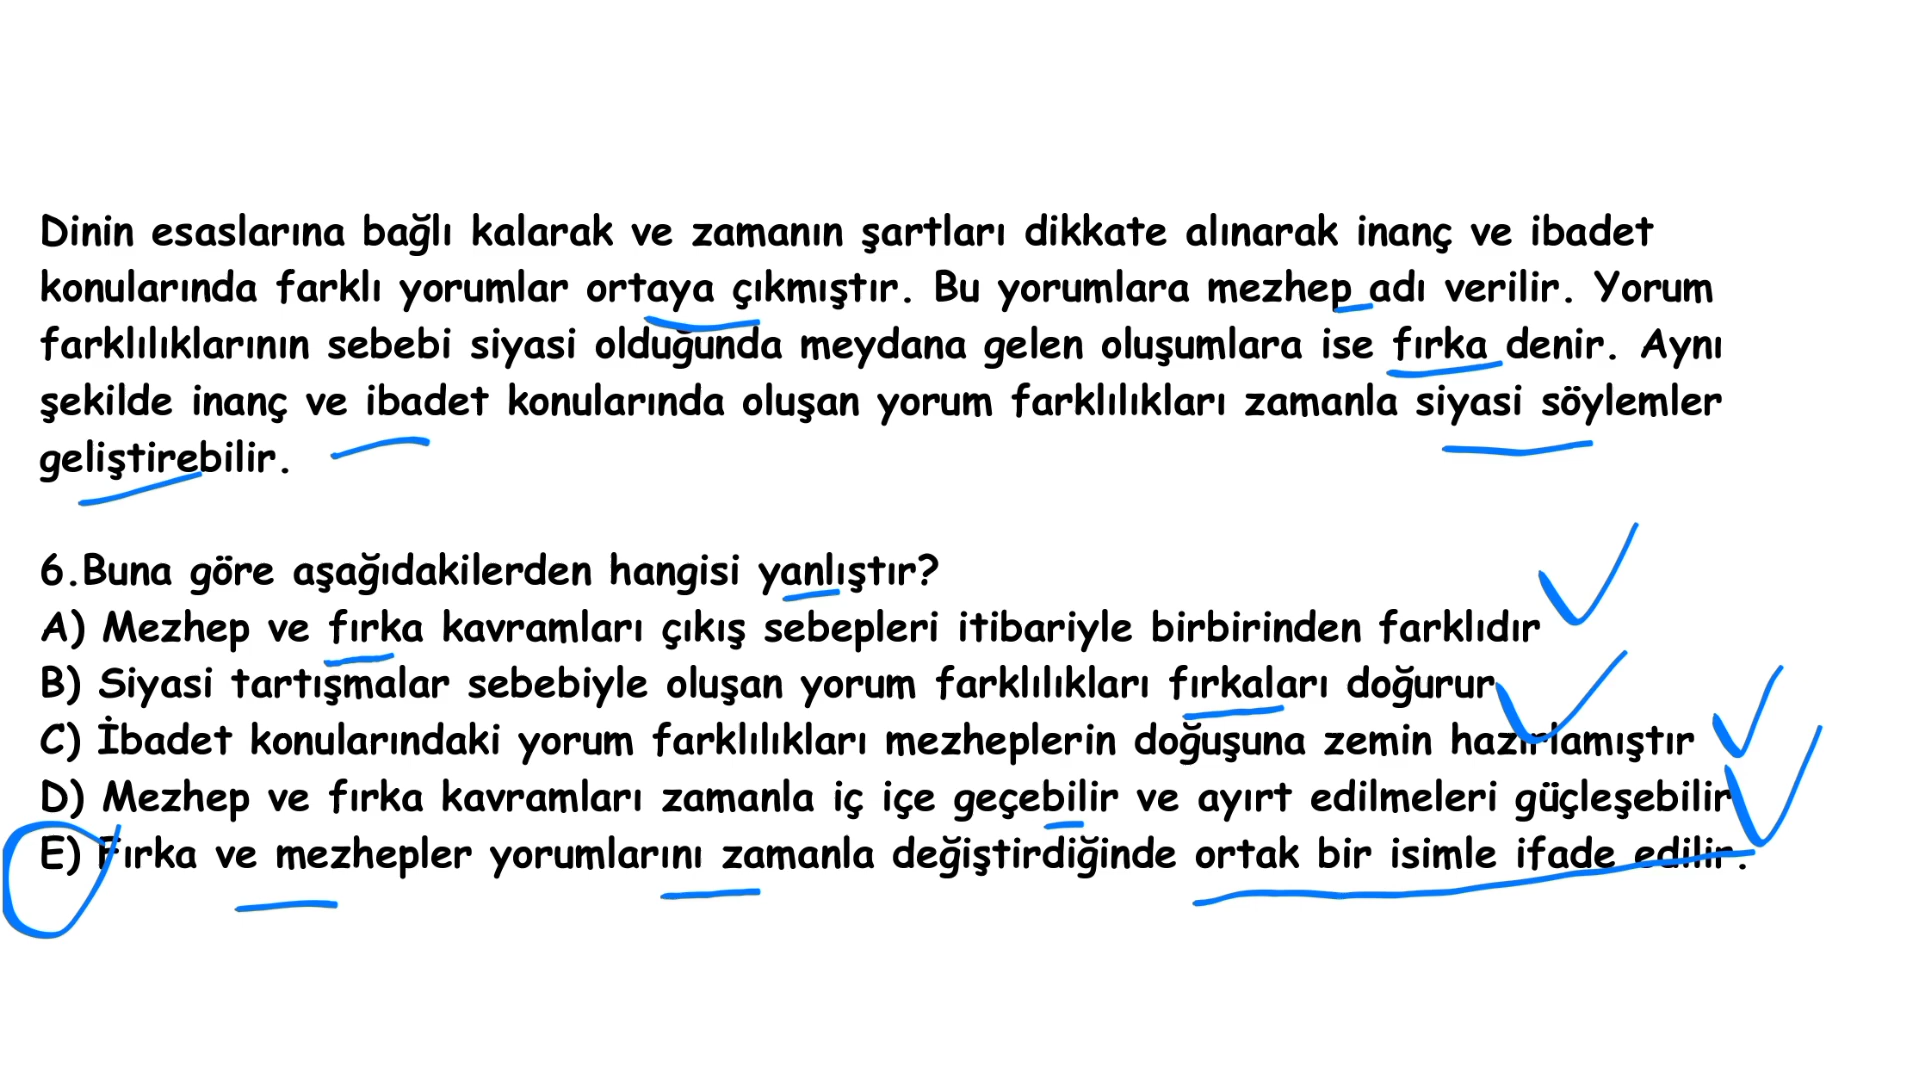 Dinin esaslarına bağlı kalarak ve zamanın şartları dikkate alınarak inanç ve ibadet
konularında farklı yorumlar ortaya çıkmıştır. Bu yorumlara mezhep adı verilir. Yorum
farklılıklarının sebebi siyasi olduğunda meydana gelen oluşumlara ise fırka denir. Aynı
şekilde inanç ve ibadet konularında oluşan yorum farklılıkları zamanla siyasi söylemler
geliştirebilir.
6.Buna göre aşağıdakilerden hangisi yanlıştır?
A) Mezhep ve fırka kavramları çıkış sebepleri itibariyle birbirinden farklıdır
B) Siyasi tartışmalar sebebiyle oluşan yorum farklılıkları fırkaları doğurur
C) İbadet konularındaki yorum farklılıkları mezheplerin doğuşuna zemin hazırlamıştır
D) Mezhep ve fırka kavramları zamanla iç içe geçebilir ve ayırt edilmeleri güçleşebilir
E) Fırka ve mezhepler yorumlarını zamanla değiştirdiğinde ortak bir isimle ifade edilir.